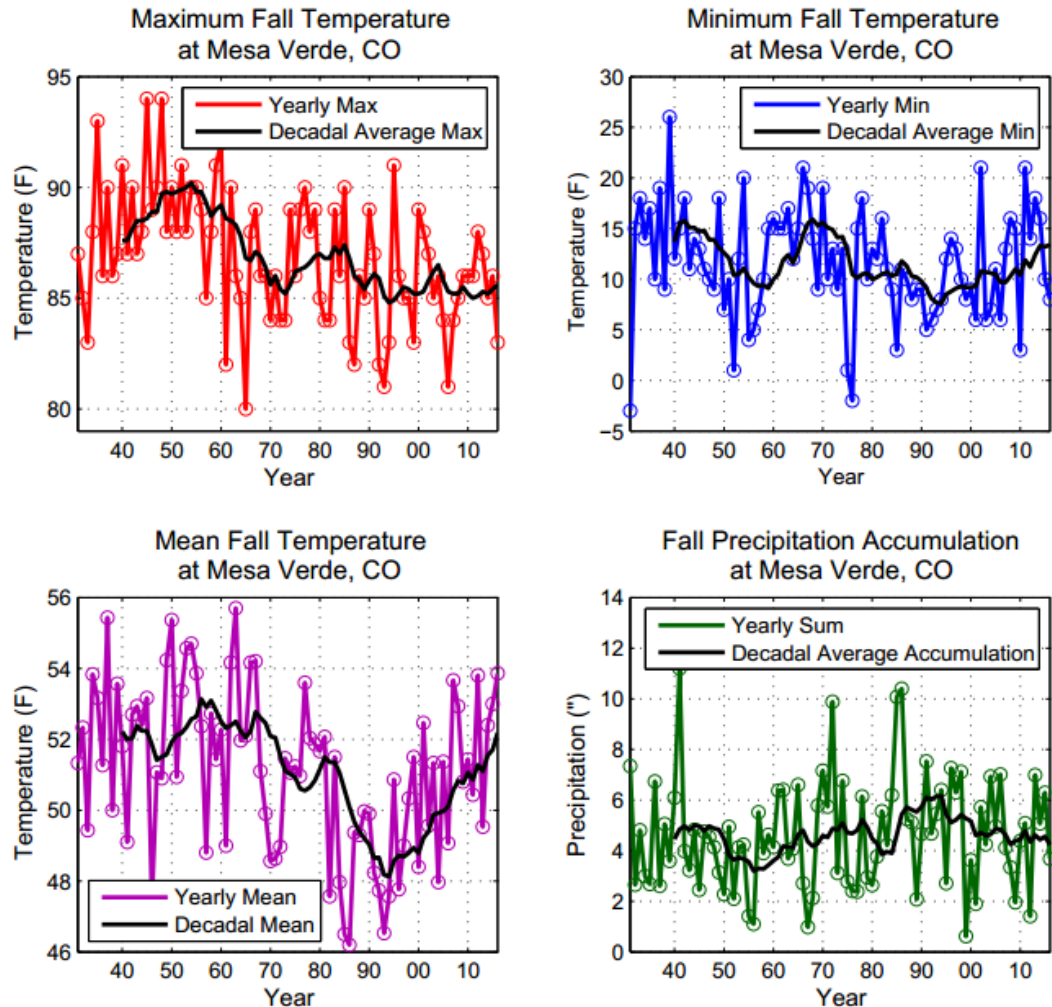 Maximum Fall Temperature
at Mesa Verde, CO
95
90
85
80
Temperature (F)
Yearly Max
Decadal Average Max
40 50 60 70 80 90 00 10
Year
Minimum Fall Temperature
at Mesa Verde, CO
30
25
20
15
10
5
0
−5
Temperature (F)
Yearly Min
Decadal Average Min
40 50 60 70 80 90 00 10
Year
Mean Fall Temperature
at Mesa Verde, CO
56
54
52
50
48
46
Temperature (F)
Yearly Mean
Decadal Mean
40 50 60 70 80 90 00 10
Year
Fall Precipitation Accumulation
at Mesa Verde, CO
14
12
10
8
6
4
2
0
Precipitation (")
Yearly Sum
Decadal Average Accumulation
40 50 60 70 80 90 00 10
Year